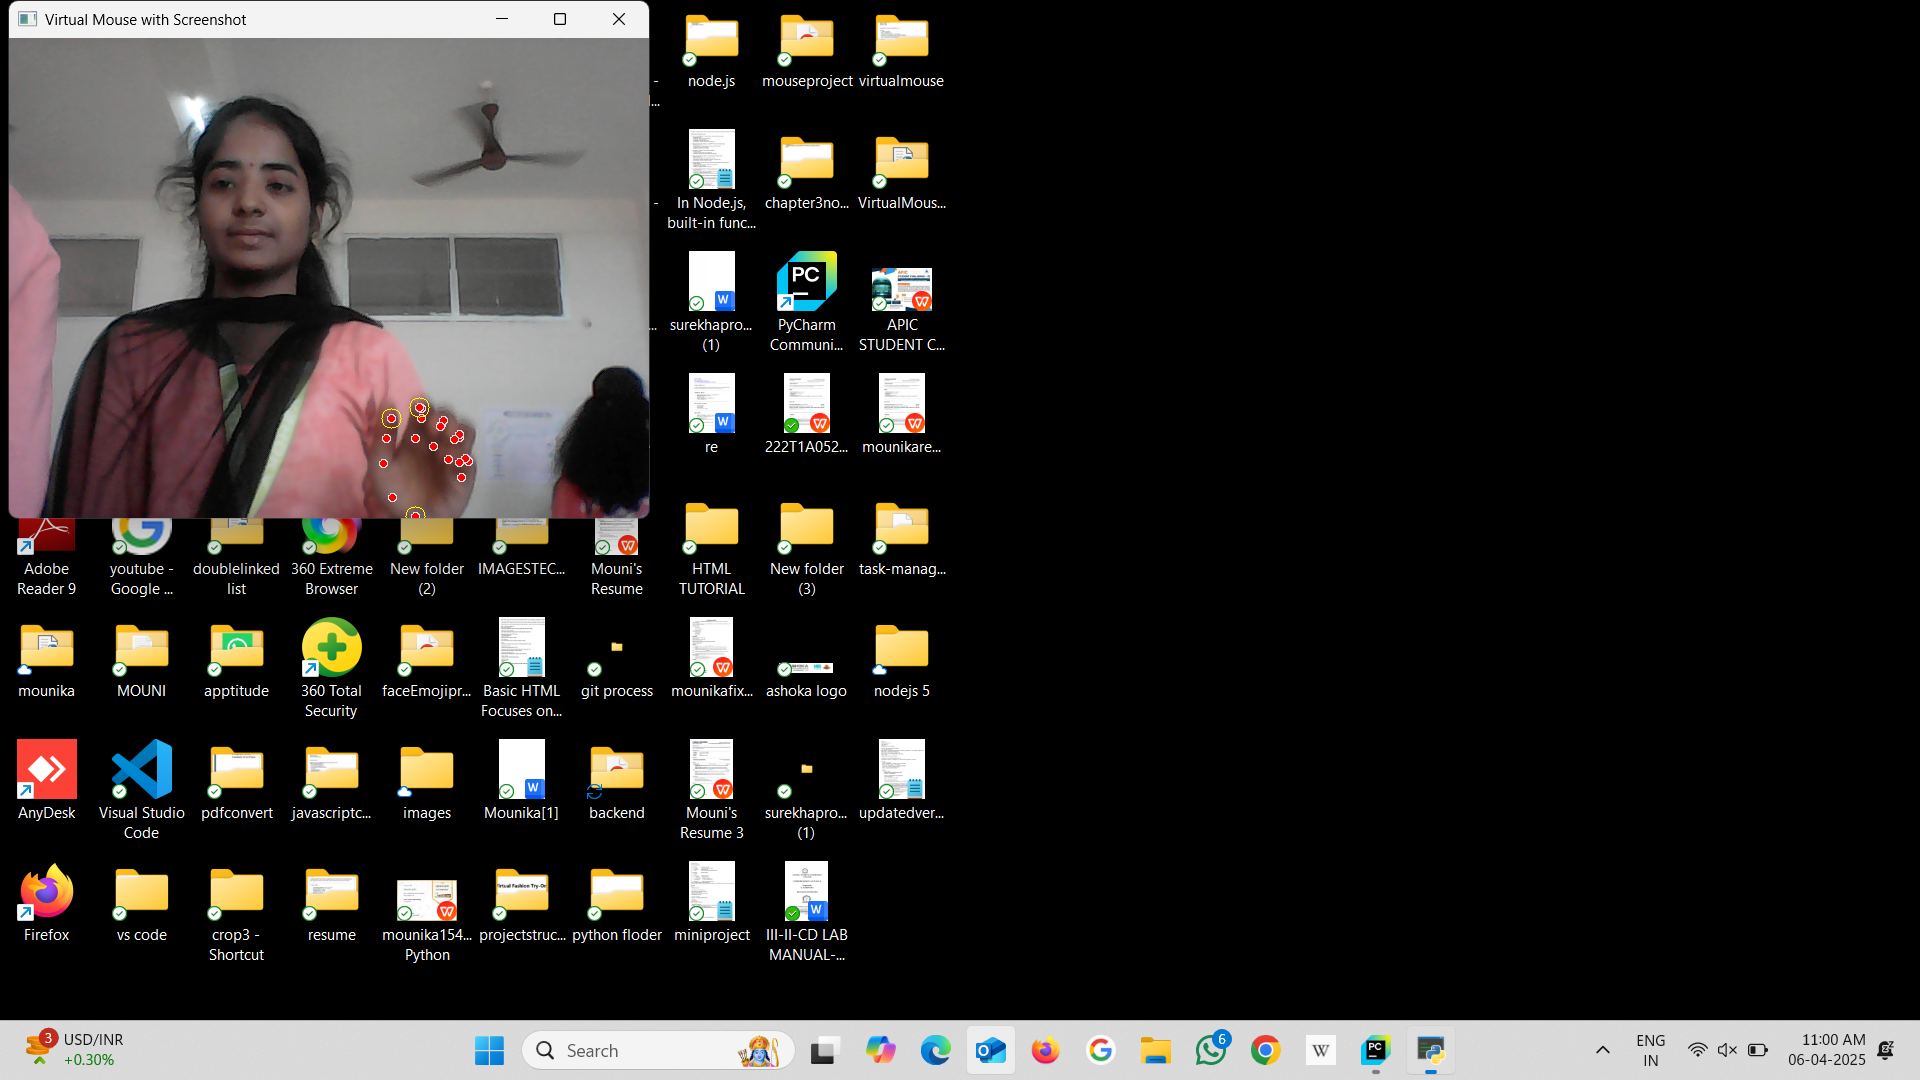 Virtual Mouse with Screenshot
node.js
mouseproject
virtualmouse
In Node.js,
built-in func...
chapter3no...
VirtualMous...
surekhapro...
(1)
PC
PyCharm
Communi...
APIC
STUDENT C...
re
222T1A052...
mounikare...
Adobe
Reader 9
youtube -
Google ...
doublelinked
list
360 Extreme
Browser
New folder
(2)
IMAGESTEC...
Mouni's
Resume
HTML
TUTORIAL
New folder
(3)
task-manag...
mounika
MOUNI
apptitude
360 Total
Security
faceEmojipr...
Basic HTML
Focuses on...
git process
mounikafix...
ashoka logo
nodejs 5
AnyDesk
Visual Studio
Code
pdfconvert
javascriptc...
images
Mounika[1]
backend
Mouni's
Resume 3
surekhapro...
(1)
updatedver...
Firefox
vs code
crop3 -
Shortcut
resume
mounika154...
Python
Virtual Fashion Try-On
projectstruc...
python floder
miniproject
III-II-CD LAB
MANUAL-...
3
USD/INR
+0.30%
Search
6
W
PC
ENG
IN
11:00 AM
06-04-2025